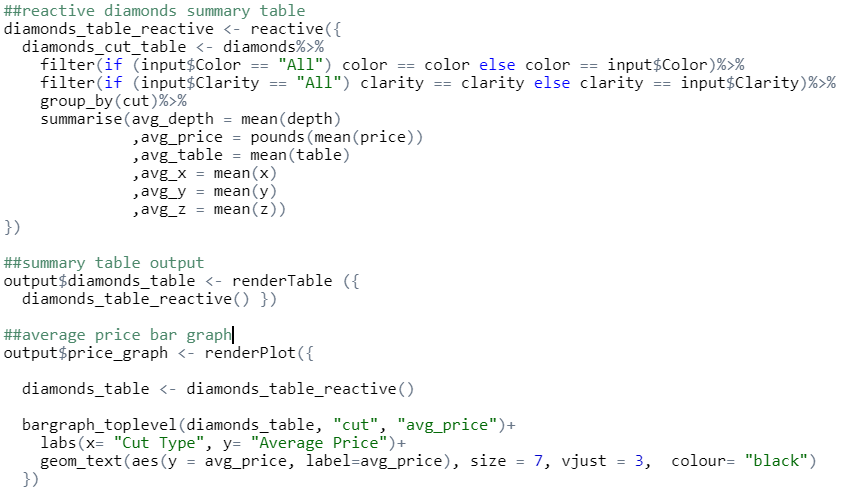 ##reactive diamonds summary table
diamonds_table_reactive <- reactive({
  diamonds_cut_table <- diamonds%>%
    filter(if (input$Color == "All") color == color else color == input$Color)%>%
    filter(if (input$Clarity == "All") clarity == clarity else clarity == input$Clarity)%>%
    group_by(cut)%>%
    summarise(avg_depth = mean(depth)
              ,avg_price = pounds(mean(price))
              ,avg_table = mean(table)
              ,avg_x = mean(x)
              ,avg_y = mean(y)
              ,avg_z = mean(z))
})

##summary table output
output$diamonds_table <- renderTable ({
  diamonds_table_reactive() })

##average price bar graph
output$price_graph <- renderPlot({

  diamonds_table <- diamonds_table_reactive()

  bargraph_toplevel(diamonds_table, "cut", "avg_price")+
    labs(x= "Cut Type", y= "Average Price")+
    geom_text(aes(y = avg_price, label=avg_price), size = 7, vjust = 3,  colour= "black")
  })